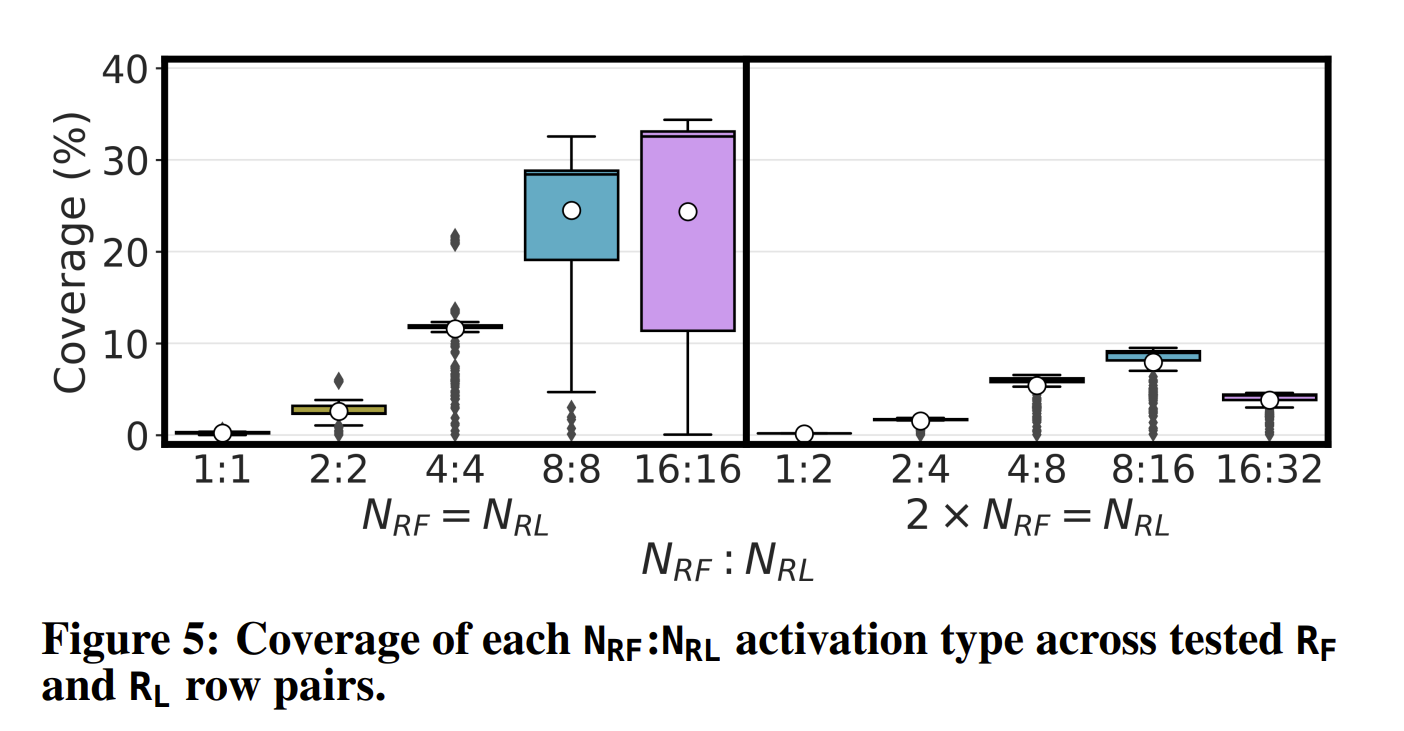 40
30
20
10
0
Coverage (%)
1:1 2:2 4:4 8:8 16:16 1:2 2:4 4:8 8:16 16:32
N_RF = N_RL 2 × N_RF = N_RL
N_RF : N_RL
Figure 5: Coverage of each N_RF:N_RL activation type across tested R_F
and R_L row pairs.